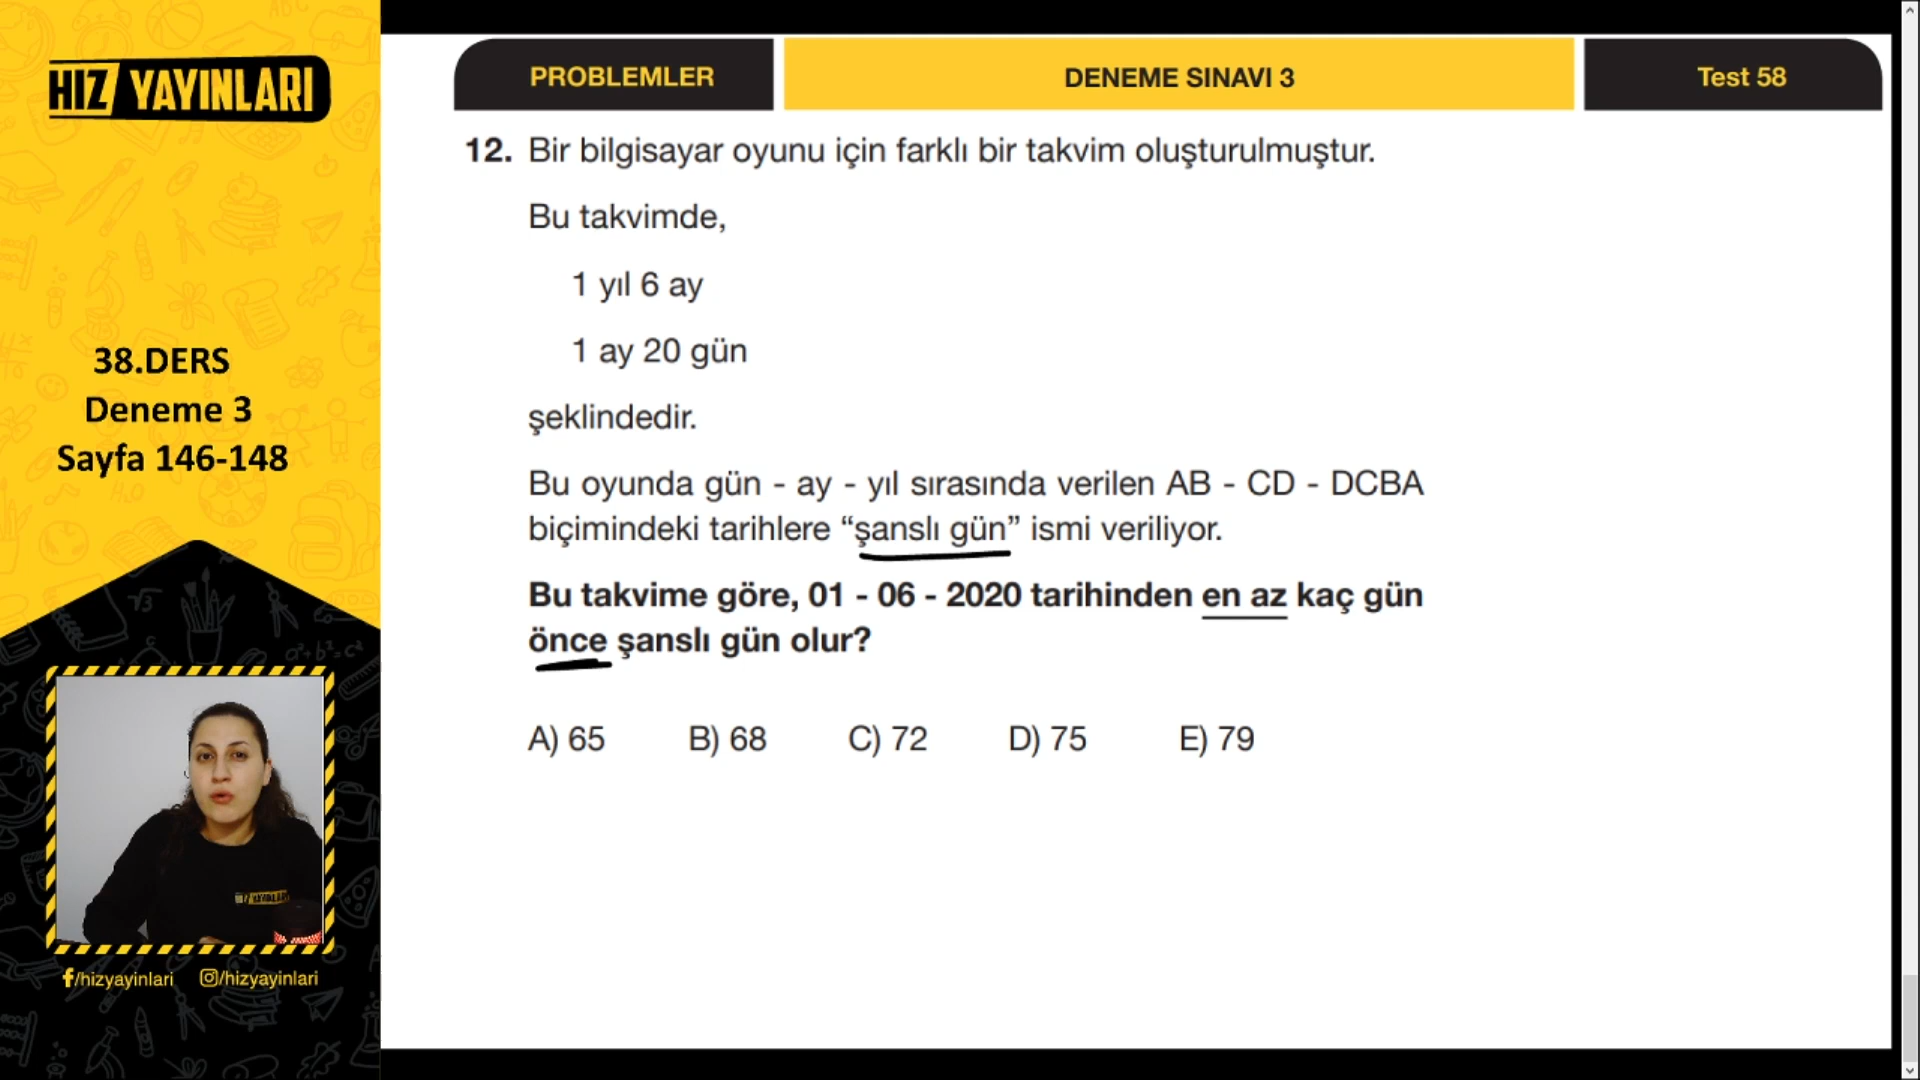 HIZ YAYINLARI
38.DERS
Deneme 3
Sayfa 146-148
/hizyayinlari /hizyayinlari
PROBLEMLER DENEME SINAVI 3 Test 58
12. Bir bilgisayar oyunu için farklı bir takvim oluşturulmuştur.
Bu takvimde,
1 yıl 6 ay
1 ay 20 gün
şeklindedir.
Bu oyunda gün - ay - yıl sırasında verilen AB - CD - DCBA
biçimindeki tarihlere “şanslı gün” ismi veriliyor.
Bu takvime göre, 01 - 06 - 2020 tarihinden en az kaç gün
önce şanslı gün olur?
A) 65 B) 68 C) 72 D) 75 E) 79